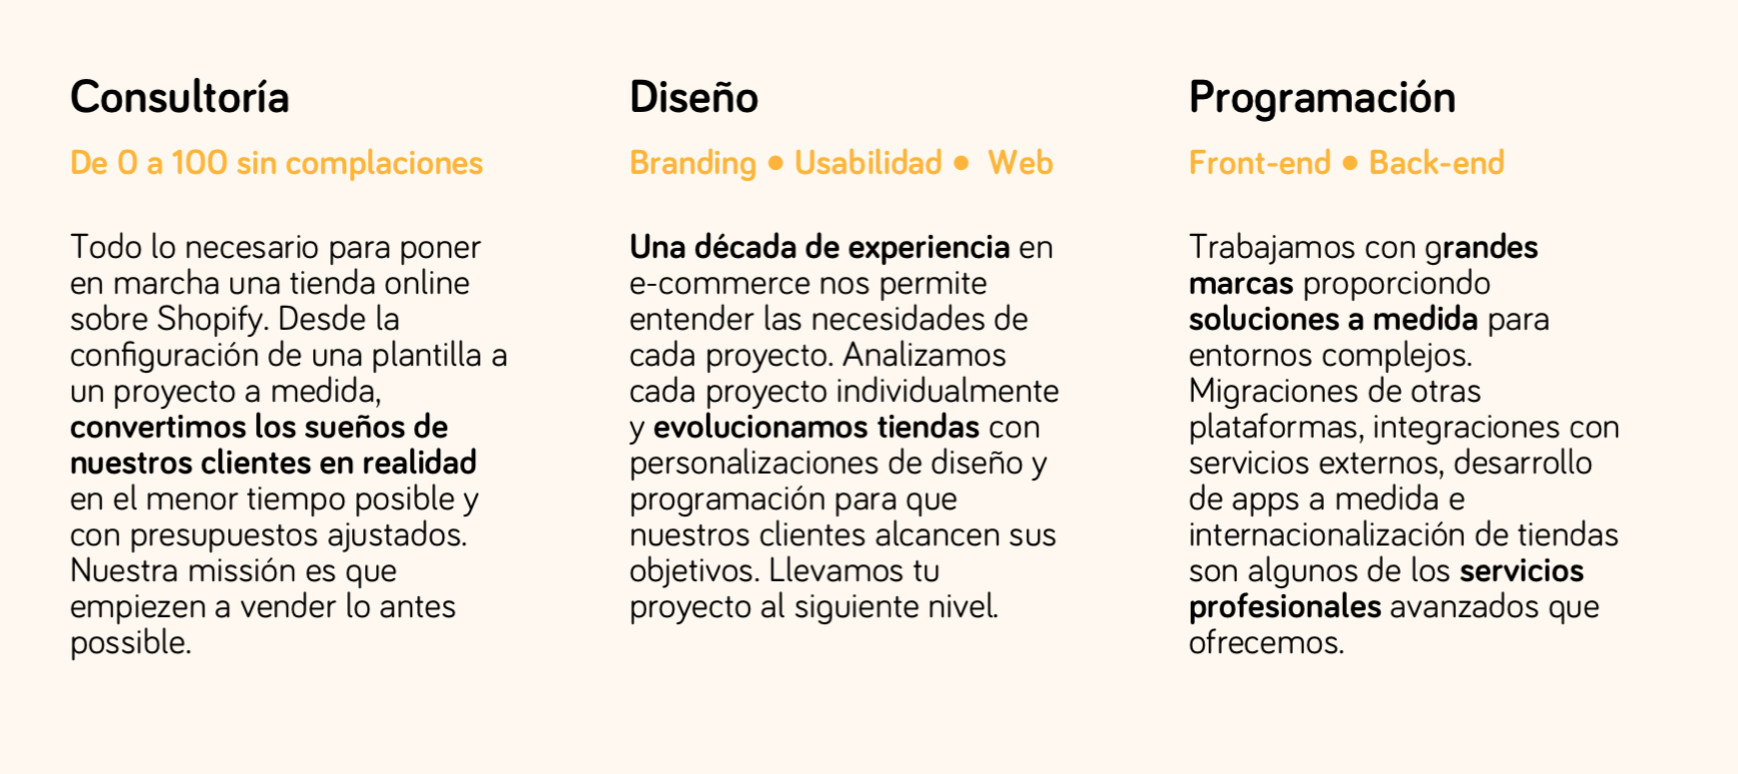 Consultoría
De 0 a 100 sin complaciones
Todo lo necesario para poner
en marcha una tienda online
sobre Shopify. Desde la
configuración de una plantilla a
un proyecto a medida,
convertimos los sueños de
nuestros clientes en realidad
en el menor tiempo posible y
con presupuestos ajustados.
Nuestra missión es que
empiezen a vender lo antes
possible.
Diseño
Branding ● Usabilidad ● Web
Una década de experiencia en
e-commerce nos permite
entender las necesidades de
cada proyecto. Analizamos
cada proyecto individualmente
y evolucionamos tiendas con
personalizaciones de diseño y
programación para que
nuestros clientes alcancen sus
objetivos. Llevamos tu
proyecto al siguiente nivel.
Programación
Front-end ● Back-end
Trabajamos con grandes
marcas proporciondo
soluciones a medida para
entornos complejos.
Migraciones de otras
plataformas, integraciones con
servicios externos, desarrollo
de apps a medida e
internacionalización de tiendas
son algunos de los servicios
profesionales avanzados que
ofrecemos.